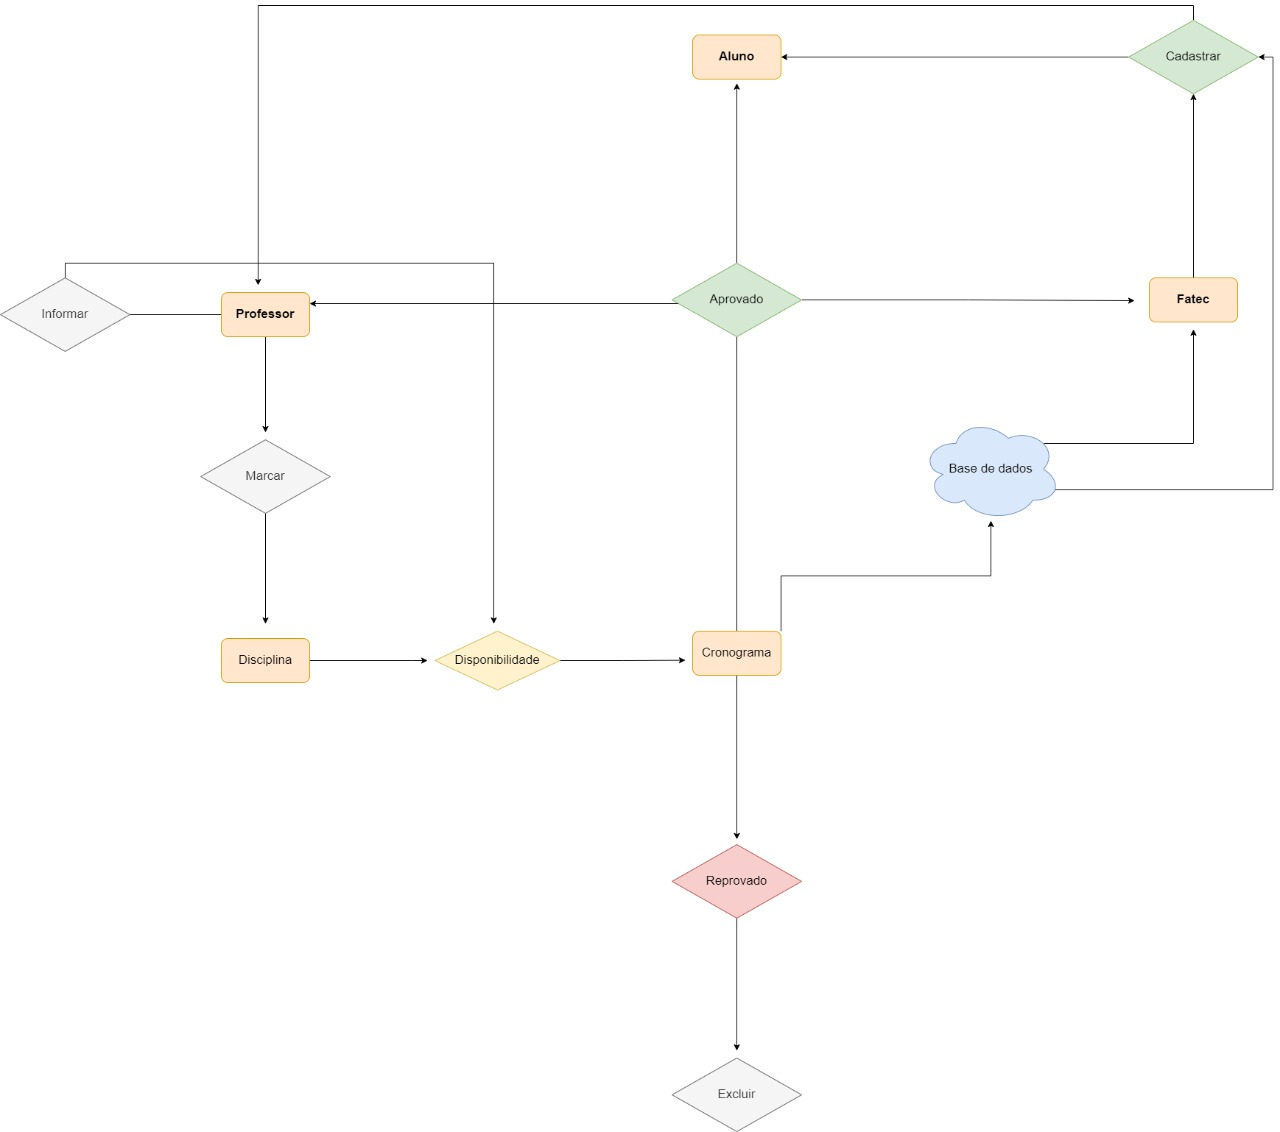 Aluno
Cadastrar
Informar
Professor
Aprovado
Fatec
Marcar
Base de dados
Disciplina
Disponibilidade
Cronograma
Reprovado
Excluir